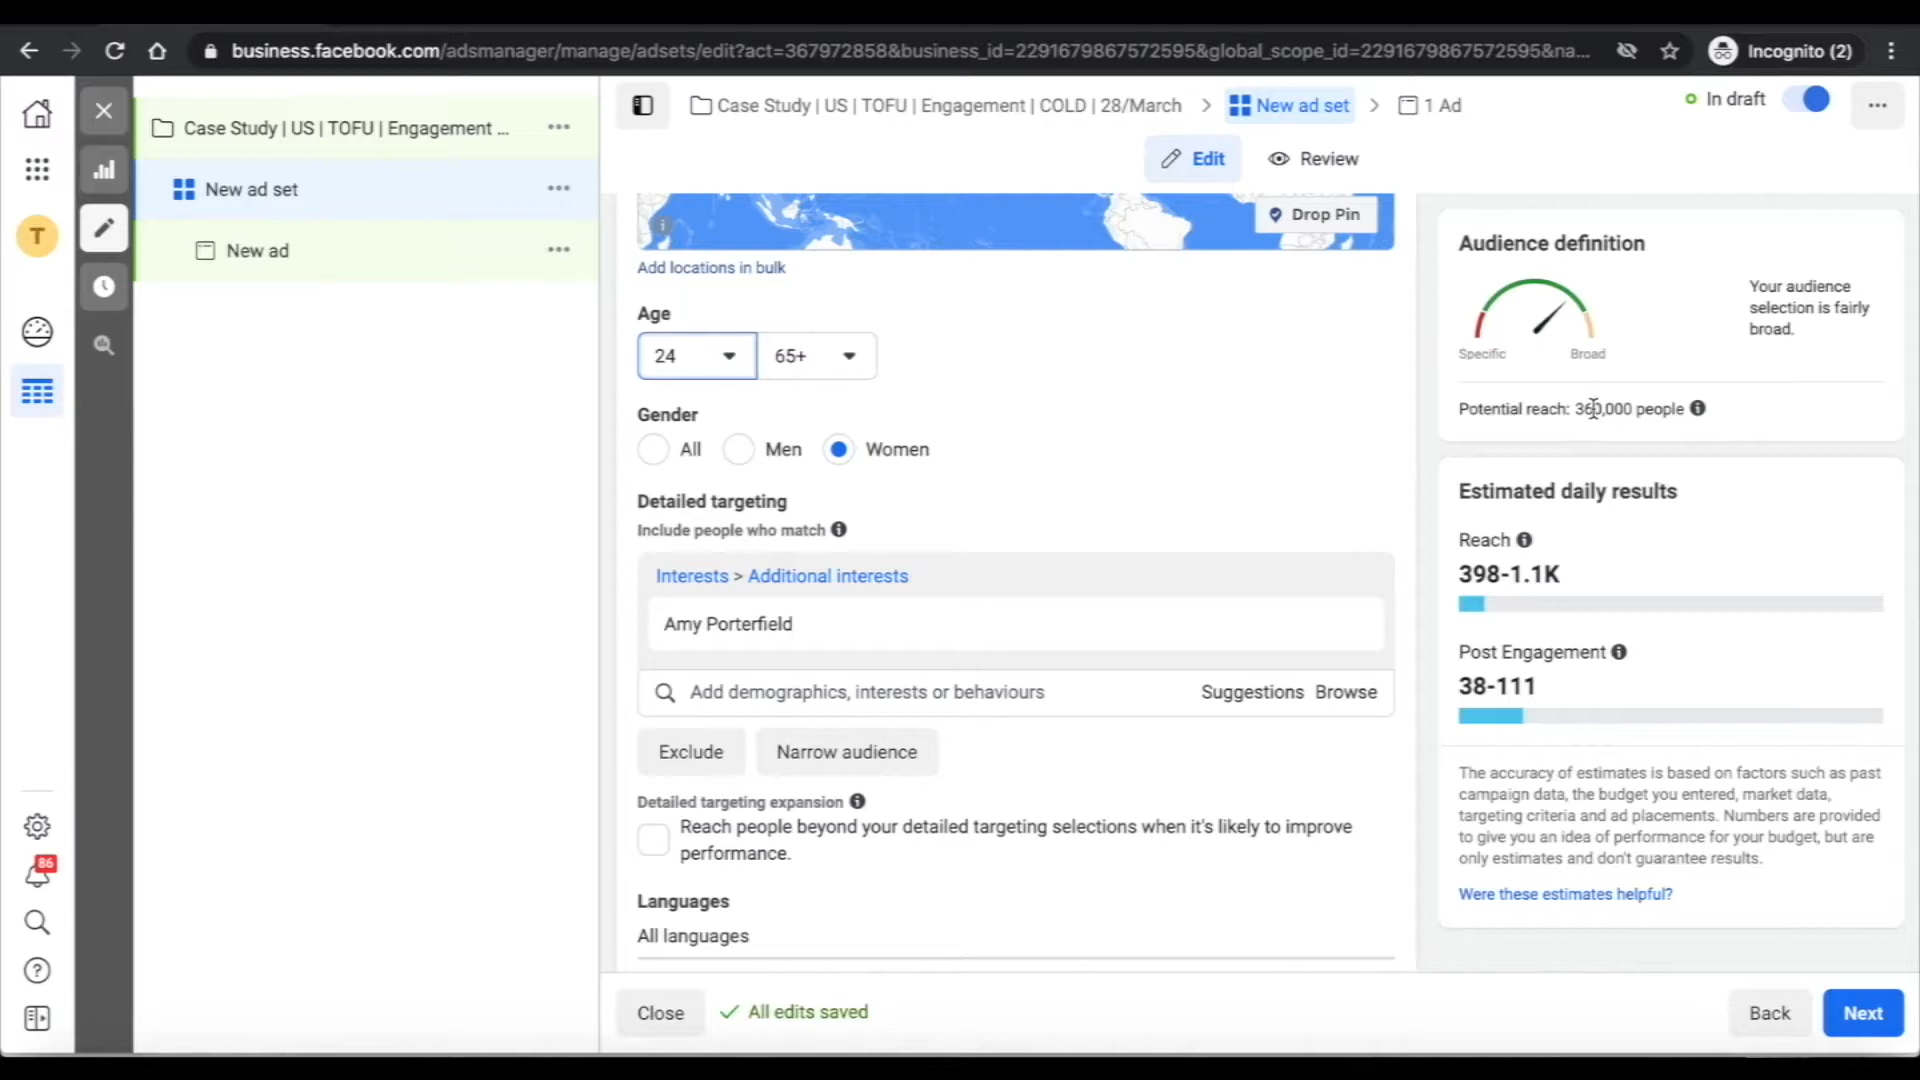 business.facebook.com/adsmanager/manage/adsets/edit?act=367972858&business_id=2291679867572595&global_scope_id=2291679867572595&na...
Incognito (2)
Case Study | US | TOFU | Engagement | COLD | 28/March > New ad set > 1 Ad
In draft
Case Study | US | TOFU | Engagement ...
New ad set
New ad
T
86
Edit
Review
Drop Pin
Add locations in bulk
Age
24
65+
Gender
All
Men
Women
Detailed targeting
Include people who match
Interests > Additional interests
Amy Porterfield
Add demographics, interests or behaviours
Suggestions
Browse
Exclude
Narrow audience
Detailed targeting expansion
Reach people beyond your detailed targeting selections when it's likely to improve
performance.
Languages
All languages
Audience definition
Specific
Broad
Your audience
selection is fairly
broad.
Potential reach: 360,000 people
Estimated daily results
Reach
398-1.1K
Post Engagement
38-111
The accuracy of estimates is based on factors such as past
campaign data, the budget you entered, market data,
targeting criteria and ad placements. Numbers are provided
to give you an idea of performance for your budget, but are
only estimates and don't guarantee results.
Were these estimates helpful?
Close
All edits saved
Back
Next